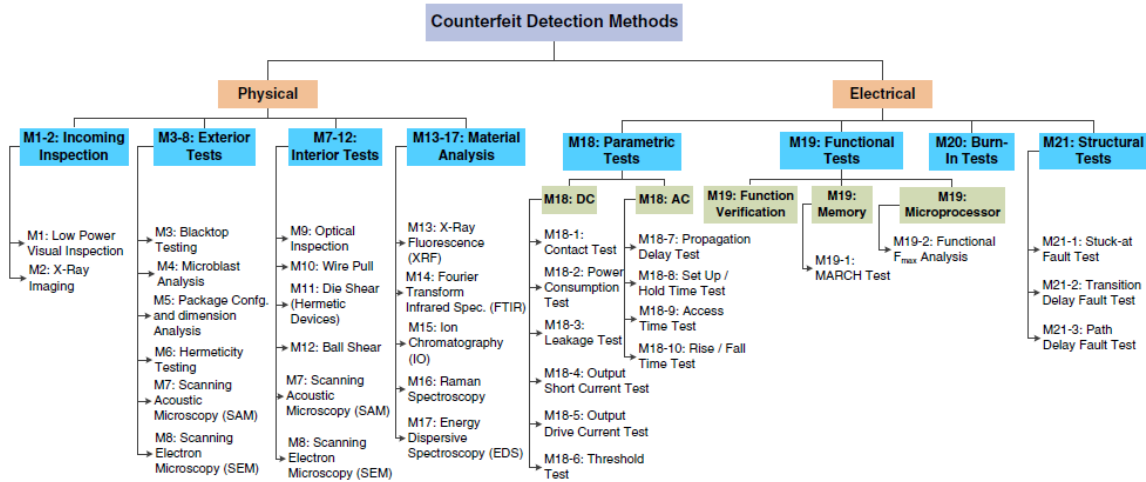 Counterfeit Detection Methods
Physical
Electrical
M1-2: Incoming
Inspection
M3-8: Exterior
Tests
M7-12:
Interior Tests
M13-17: Material
Analysis
M18: Parametric
Tests
M19: Functional
Tests
M20: Burn-
In Tests
M21: Structural
Tests
M1: Low Power
Visual Inspection
M2: X-Ray
Imaging
M3: Blacktop
Testing
M4: Microblast
Analysis
M5: Package Confg.
and dimension
Analysis
M6: Hermeticity
Testing
M7: Scanning
Acoustic
Microscopy (SAM)
M8: Scanning
Electron
Microscopy (SEM)
M9: Optical
Inspection
M10: Wire Pull
M11: Die Shear
(Hermetic
Devices)
M12: Ball Shear
M7: Scanning
Acoustic
Microscopy (SAM)
M8: Scanning
Electron
Microscopy (SEM)
M13: X-Ray
Fluorescence
(XRF)
M14: Fourier
Transform
Infrared Spec. (FTIR)
M15: Ion
Chromatography
(IO)
M16: Raman
Spectroscopy
M17: Energy
Dispersive
Spectroscopy (EDS)
M18: DC
M18-1:
Contact Test
M18-2: Power
Consumption
Test
M18-3:
Leakage Test
M18-4: Output
Short Current Test
M18-5: Output
Drive Current Test
M18-6: Threshold
Test
M18: AC
M18-7: Propagation
Delay Test
M18-8: Set Up /
Hold Time Test
M18-9: Access
Time Test
M18-10: Rise / Fall
Time Test
M19: Function
Verification
M19:
Memory
M19-1: MARCH Test
M19:
Microprocessor
M19-2: Functional
Fmax Analysis
M21-1: Stuck-at
Fault Test
M21-2: Transition
Delay Fault Test
M21-3: Path
Delay Fault Test